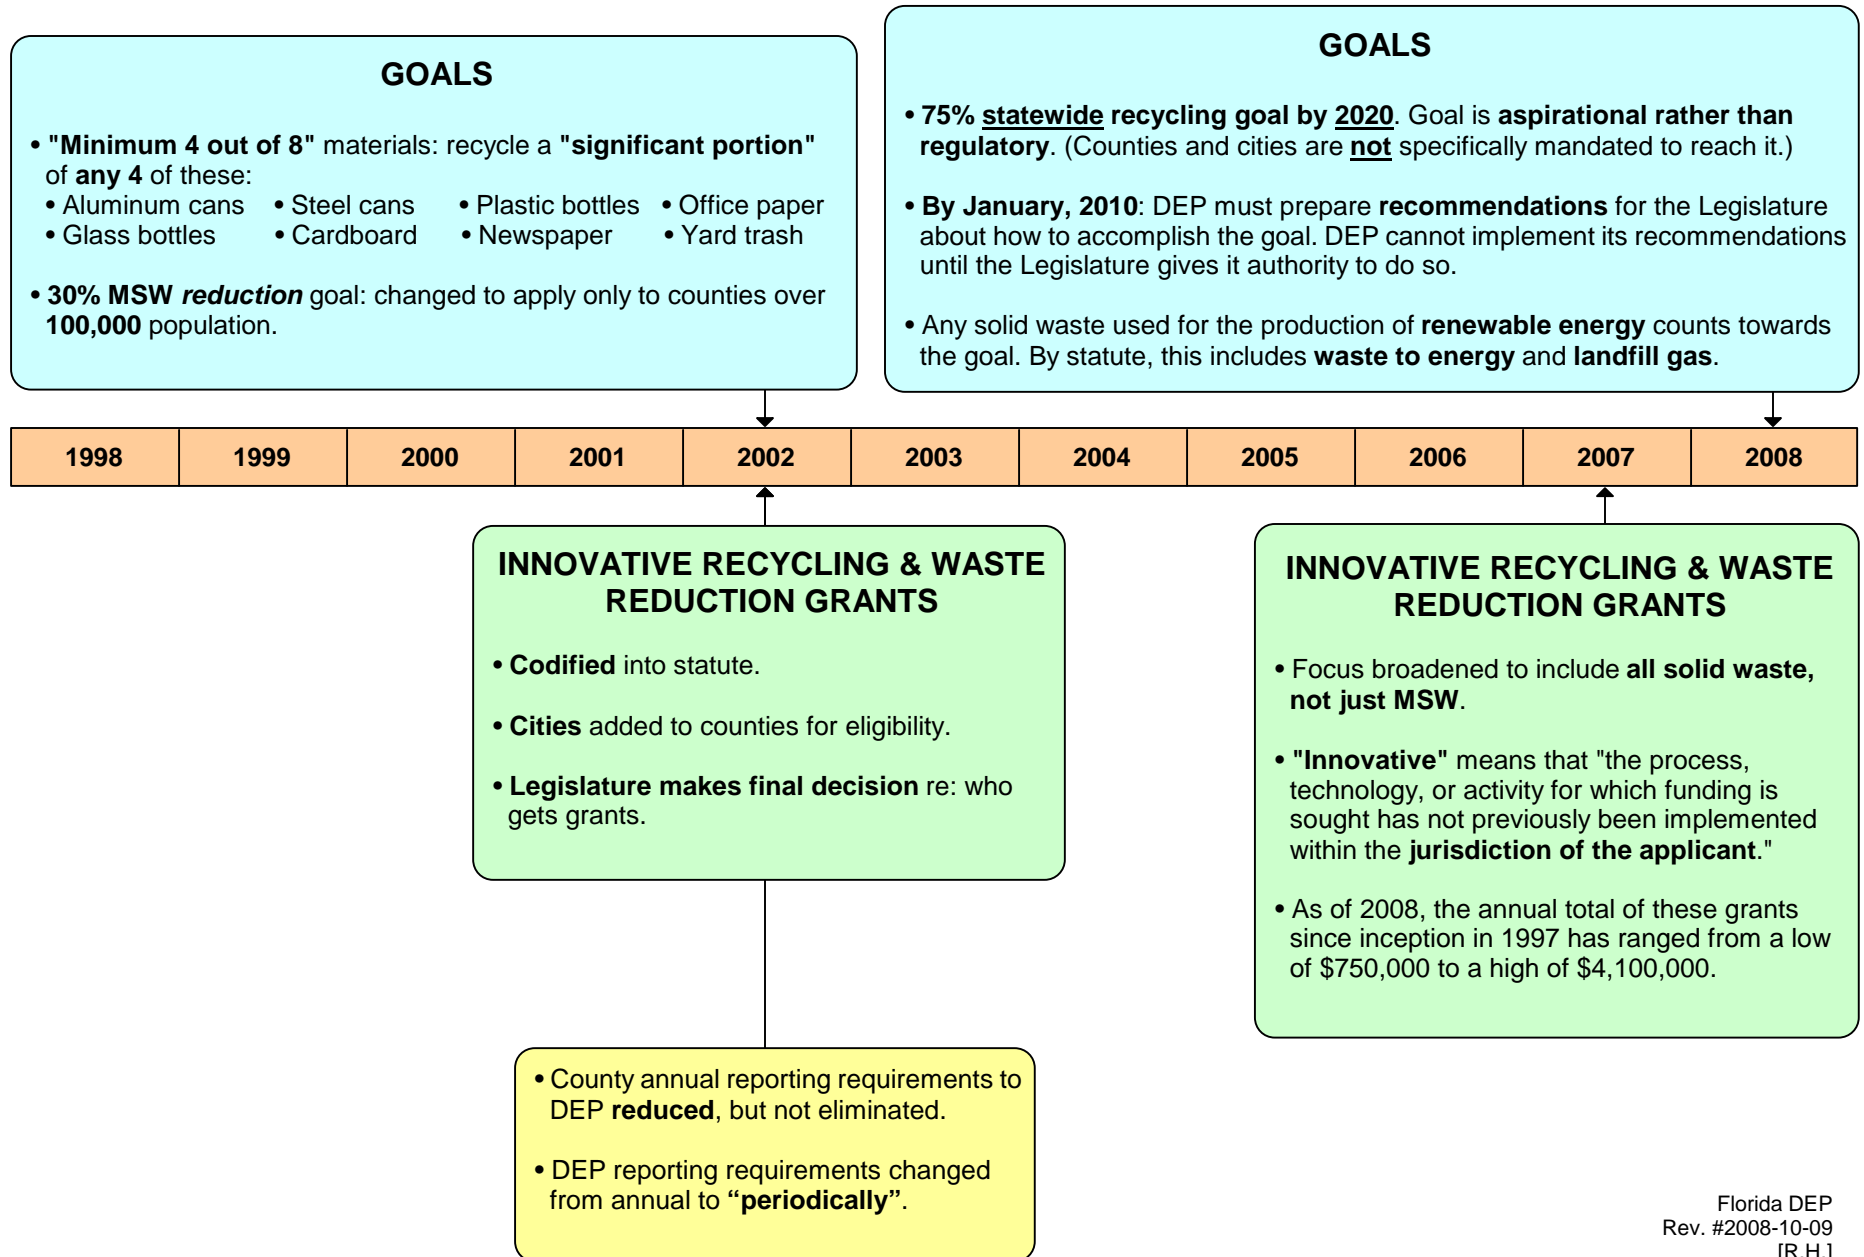 GOALS
• "Minimum 4 out of 8" materials: recycle a "significant portion"
of any 4 of these:
• Aluminum cans • Steel cans • Plastic bottles • Office paper
• Glass bottles • Cardboard • Newspaper • Yard trash
• 30% MSW reduction goal: changed to apply only to counties over
100,000 population.
GOALS
• 75% statewide recycling goal by 2020. Goal is aspirational rather than
regulatory. (Counties and cities are not specifically mandated to reach it.)
• By January, 2010: DEP must prepare recommendations for the Legislature
about how to accomplish the goal. DEP cannot implement its recommendations
until the Legislature gives it authority to do so.
• Any solid waste used for the production of renewable energy counts towards
the goal. By statute, this includes waste to energy and landfill gas.
1998 1999 2000 2001 2002 2003 2004 2005 2006 2007 2008
INNOVATIVE RECYCLING & WASTE
REDUCTION GRANTS
• Codified into statute.
• Cities added to counties for eligibility.
• Legislature makes final decision re: who
gets grants.
INNOVATIVE RECYCLING & WASTE
REDUCTION GRANTS
• Focus broadened to include all solid waste,
not just MSW.
• "Innovative" means that "the process,
technology, or activity for which funding is
sought has not previously been implemented
within the jurisdiction of the applicant."
• As of 2008, the annual total of these grants
since inception in 1997 has ranged from a low
of $750,000 to a high of $4,100,000.
• County annual reporting requirements to
DEP reduced, but not eliminated.
• DEP reporting requirements changed
from annual to “periodically”.
Florida DEP
Rev. #2008-10-09
[R.H.]